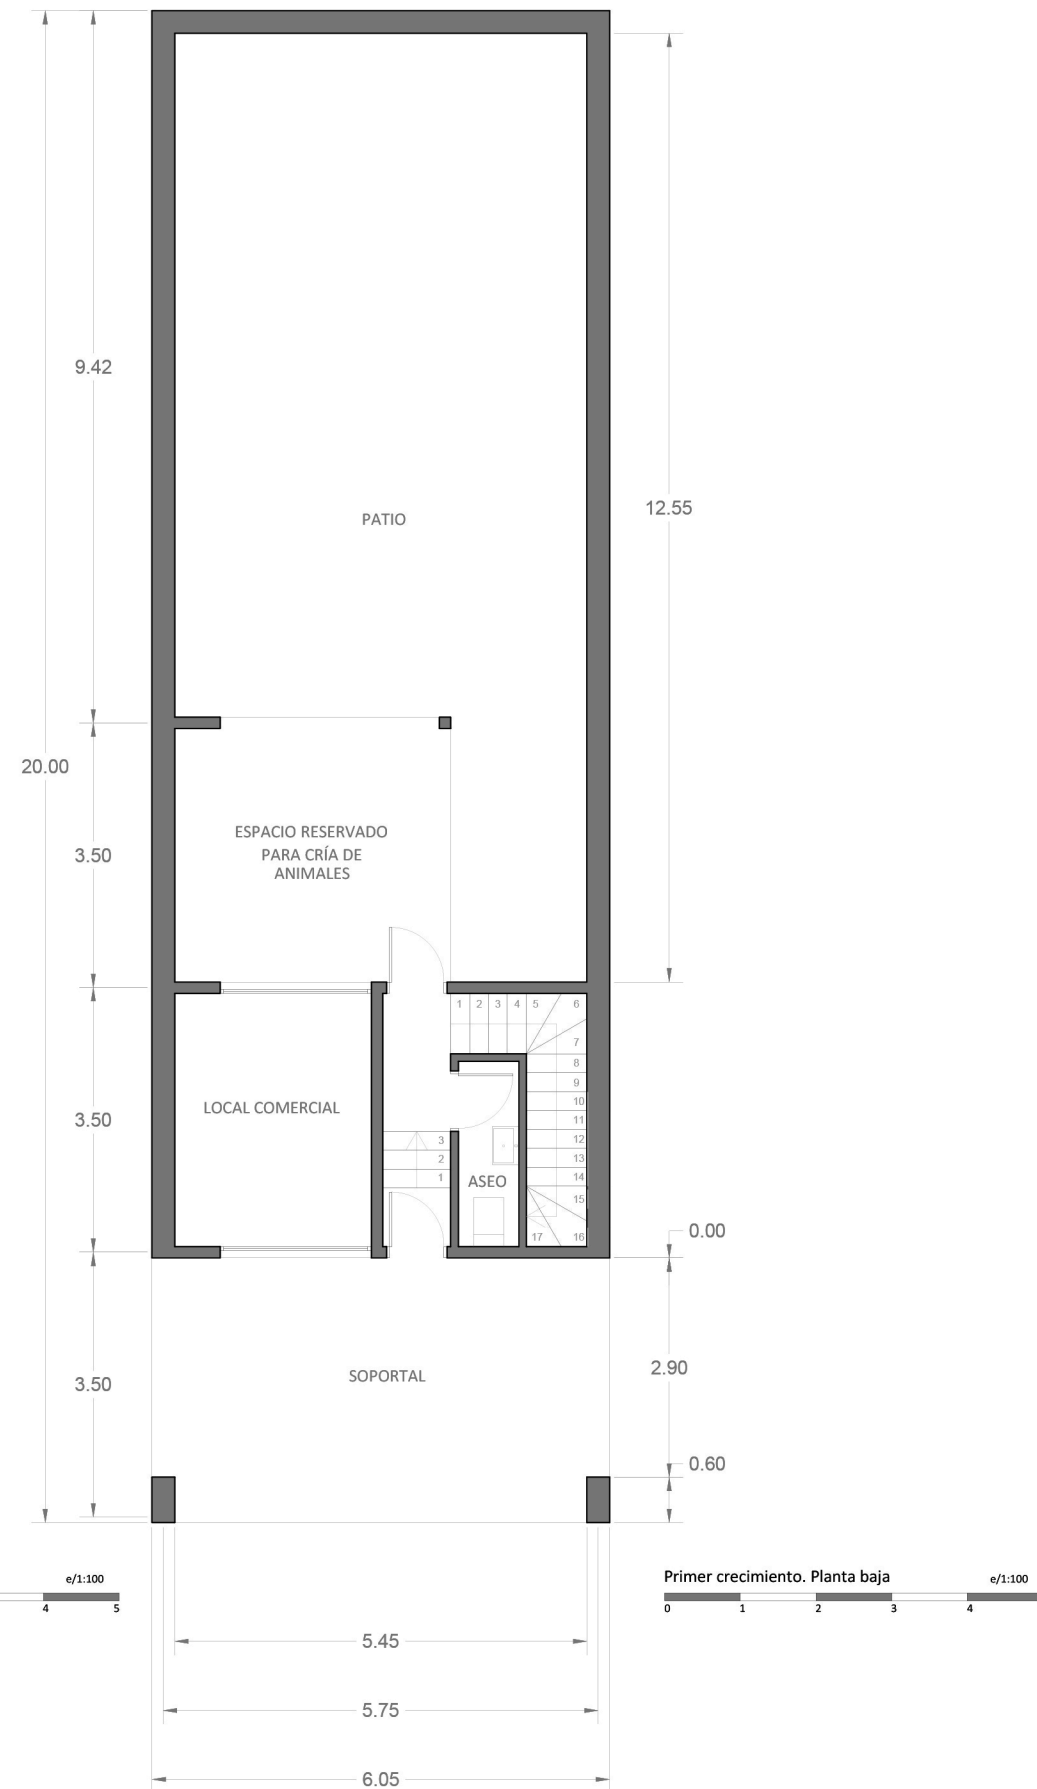 9.42
12.55
PATIO
20.00
ESPACIO RESERVADO
PARA CRÍA DE
ANIMALES
3.50
1 2 3 4 5 6
7
8
9
10
11
12
13
14
15
16
17
LOCAL COMERCIAL
3.50
3
2
1
ASEO
0.00
2.90
SOPORTAL
3.50
0.60
e/1:100
4 5
Primer crecimiento. Planta baja e/1:100
0 1 2 3 4
5.45
5.75
6.05